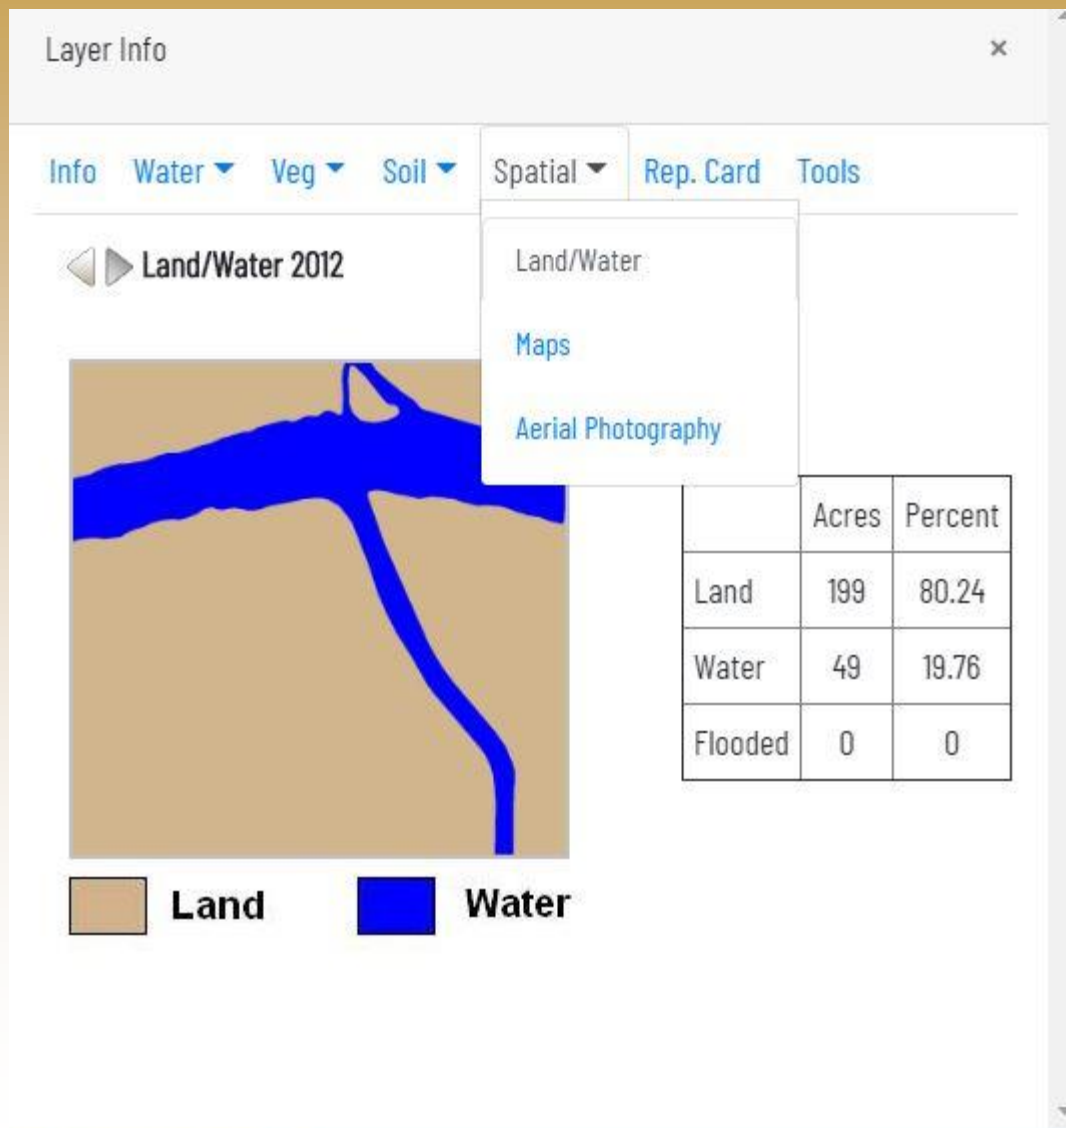 Layer Info ×
Info Water Veg Soil Spatial Rep. Card Tools
Land/Water 2012
Land/Water
Maps
Aerial Photography
Acres Percent
Land 199 80.24
Water 49 19.76
Flooded 0 0
Land Water